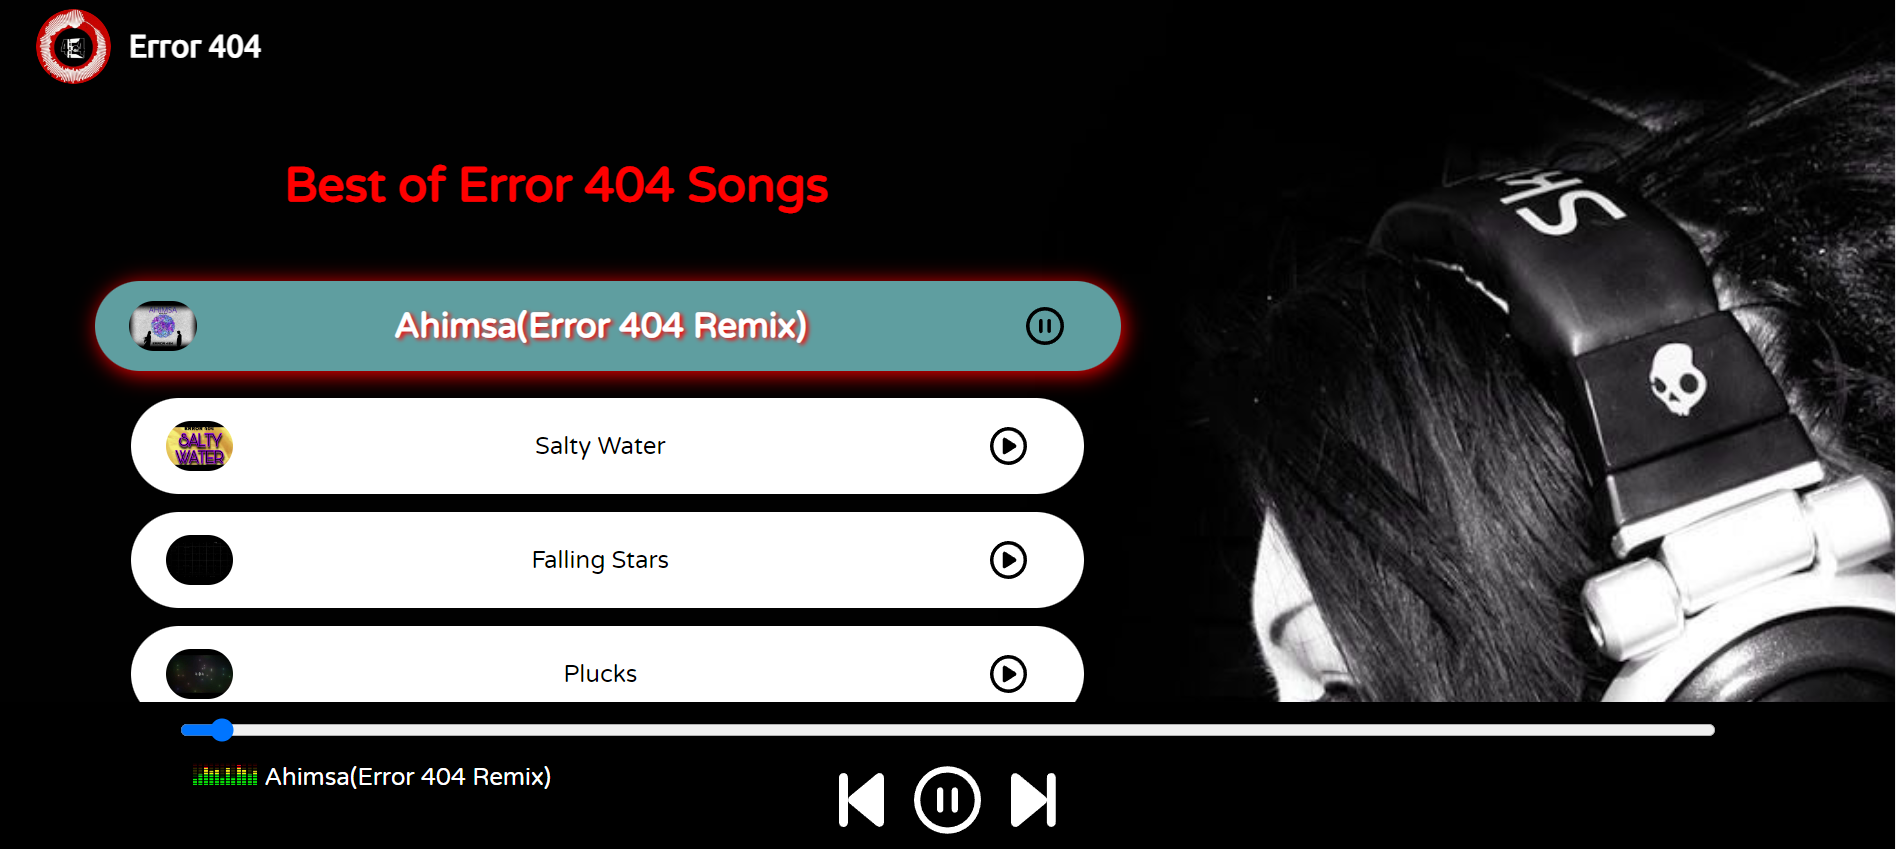 Error 404
Best of Error 404 Songs
AHIMSA
Ahimsa(Error 404 Remix)
SALTY
WATER
Salty Water
Falling Stars
Plucks
Ahimsa(Error 404 Remix)